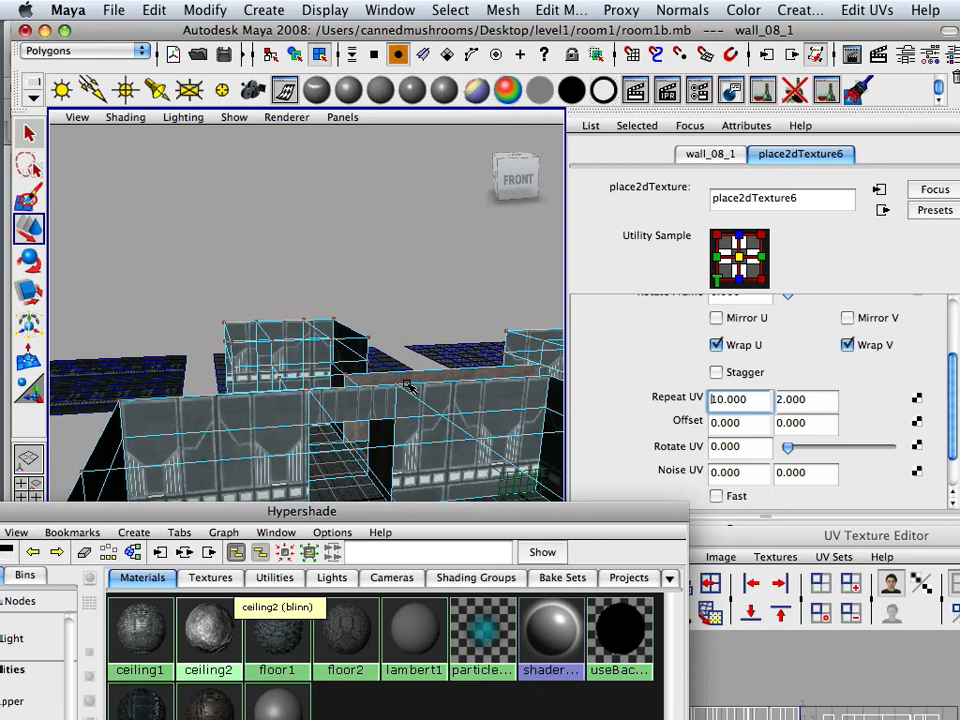 Maya File Edit Modify Create Display Window Select Mesh Edit M... Proxy Normals Color Creat... Edit UVs Help
Autodesk Maya 2008: /Users/cannedmushrooms/Desktop/level1/room1/room1b.mb --- wall_08_1
Polygons
View Shading Lighting Show Renderer Panels
List Selected Focus Attributes Help
wall_08_1 place2dTexture6
FRONT
place2dTexture: place2dTexture6 Focus
Presets
Utility Sample
Mirror U Mirror V
Wrap U Wrap V
Stagger
Repeat UV 10.000 2.000
Offset 0.000 0.000
Rotate UV 0.000
Noise UV 0.000 0.000
Fast
Hypershade
View Bookmarks Create Tabs Graph Window Options Help
Show
Bins Materials Textures Utilities Lights Cameras Shading Groups Bake Sets Projects
Nodes
ceiling2 (blinn)
ceiling1 ceiling2 floor1 floor2 lambert1 particle... shader... useBac...
UV Texture Editor
Image Textures UV Sets Help